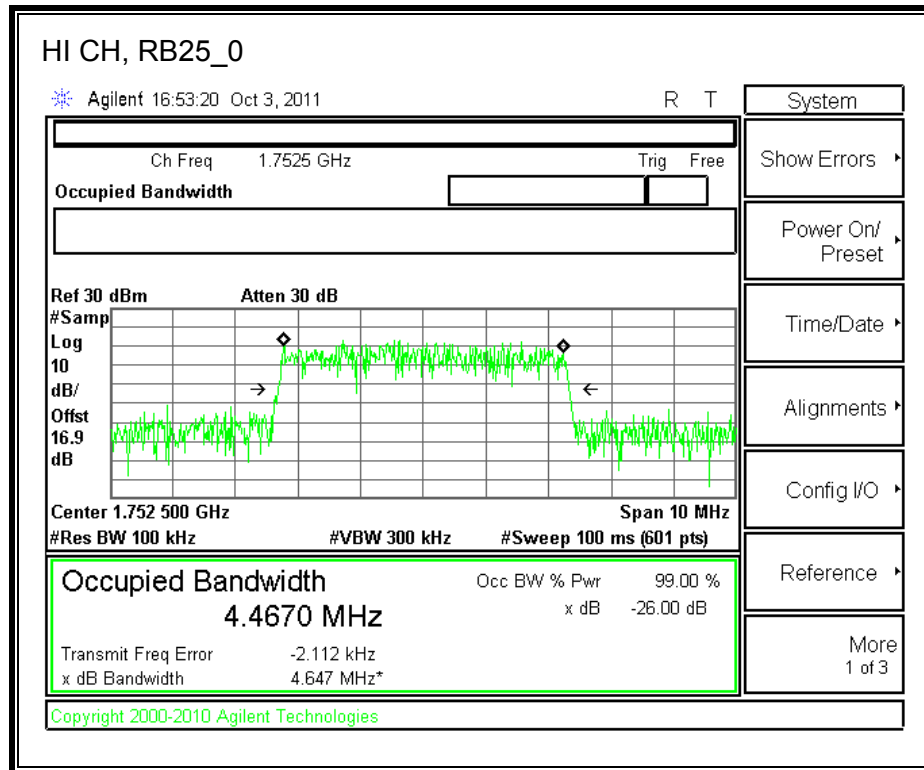 HI CH, RB25_0
Agilent 16:53:20 Oct 3, 2011 R T
System
Ch Freq 1.7525 GHz Trig Free
Occupied Bandwidth
Show Errors
Power On/
Preset
Time/Date
Alignments
Config I/O
Reference
More
1 of 3
Ref 30 dBm Atten 30 dB
#Samp
Log
10
dB/
Offst
16.9
dB
Center 1.752 500 GHz Span 10 MHz
#Res BW 100 kHz #VBW 300 kHz #Sweep 100 ms (601 pts)
Occupied Bandwidth Occ BW % Pwr 99.00 %
4.4670 MHz x dB -26.00 dB
Transmit Freq Error -2.112 kHz
x dB Bandwidth 4.647 MHz*
Copyright 2000-2010 Agilent Technologies